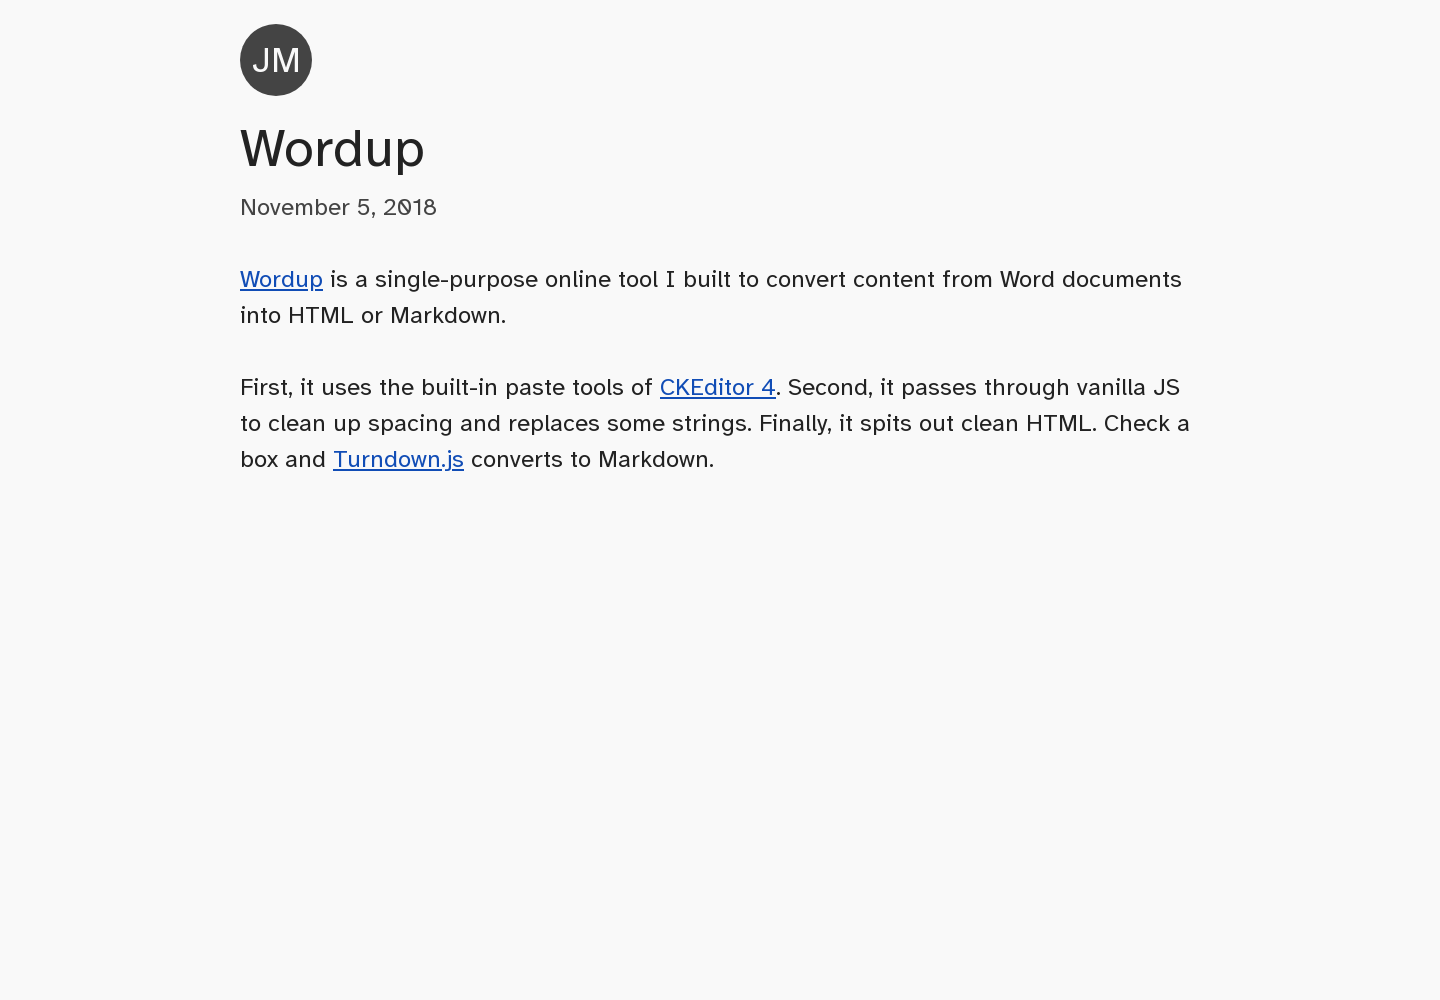 JM
Wordup
November 5, 2018
Wordup is a single-purpose online tool I built to convert content from Word documents
into HTML or Markdown.
First, it uses the built-in paste tools of CKEditor 4. Second, it passes through vanilla JS
to clean up spacing and replaces some strings. Finally, it spits out clean HTML. Check a
box and Turndown.js converts to Markdown.